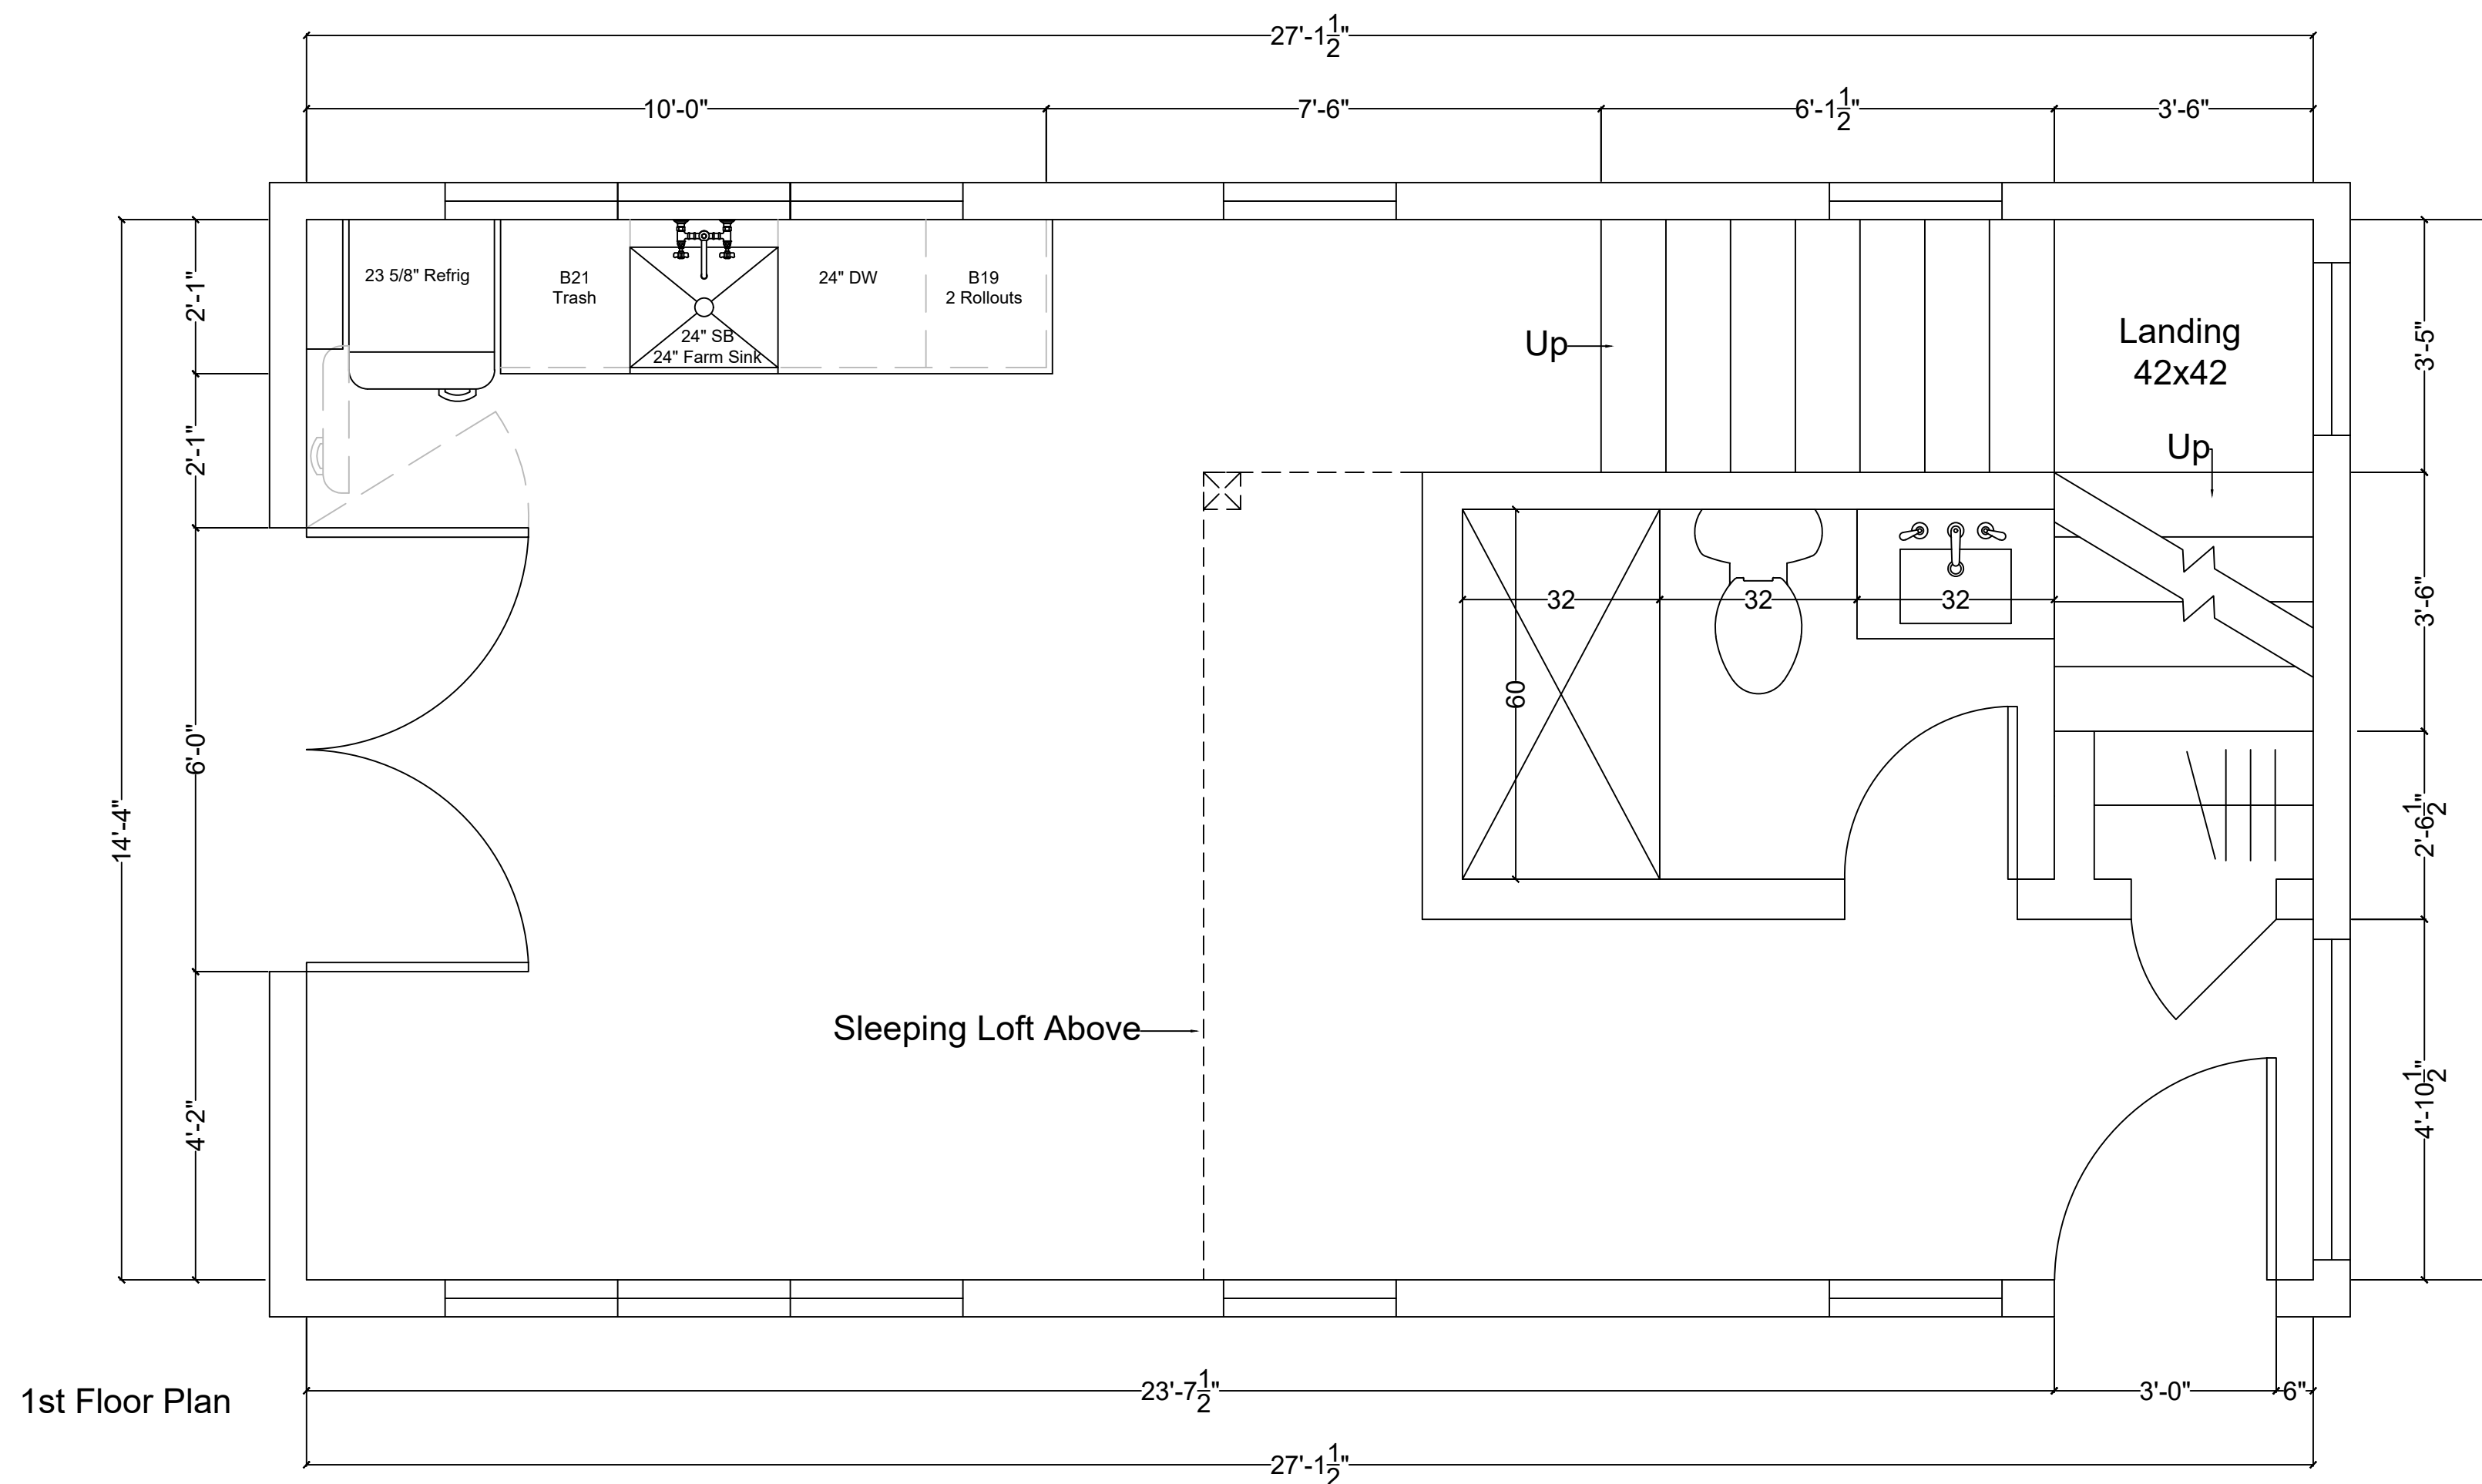 27'-1 1/2"
10'-0"
7'-6"
6'-1 1/2"
3'-6"
2'-1"
23 5/8" Refrig
B21
Trash
24" SB
24" Farm Sink
24" DW
B19
2 Rollouts
Up
Landing
42x42
3'-5"
Up
2'-1"
32
32
32
60
3'-6"
6'-0"
14'-4"
2'-6 1/2"
Sleeping Loft Above
4'-2"
4'-10 1/2"
1st Floor Plan
23'-7 1/2"
3'-0"
6"
27'-1 1/2"